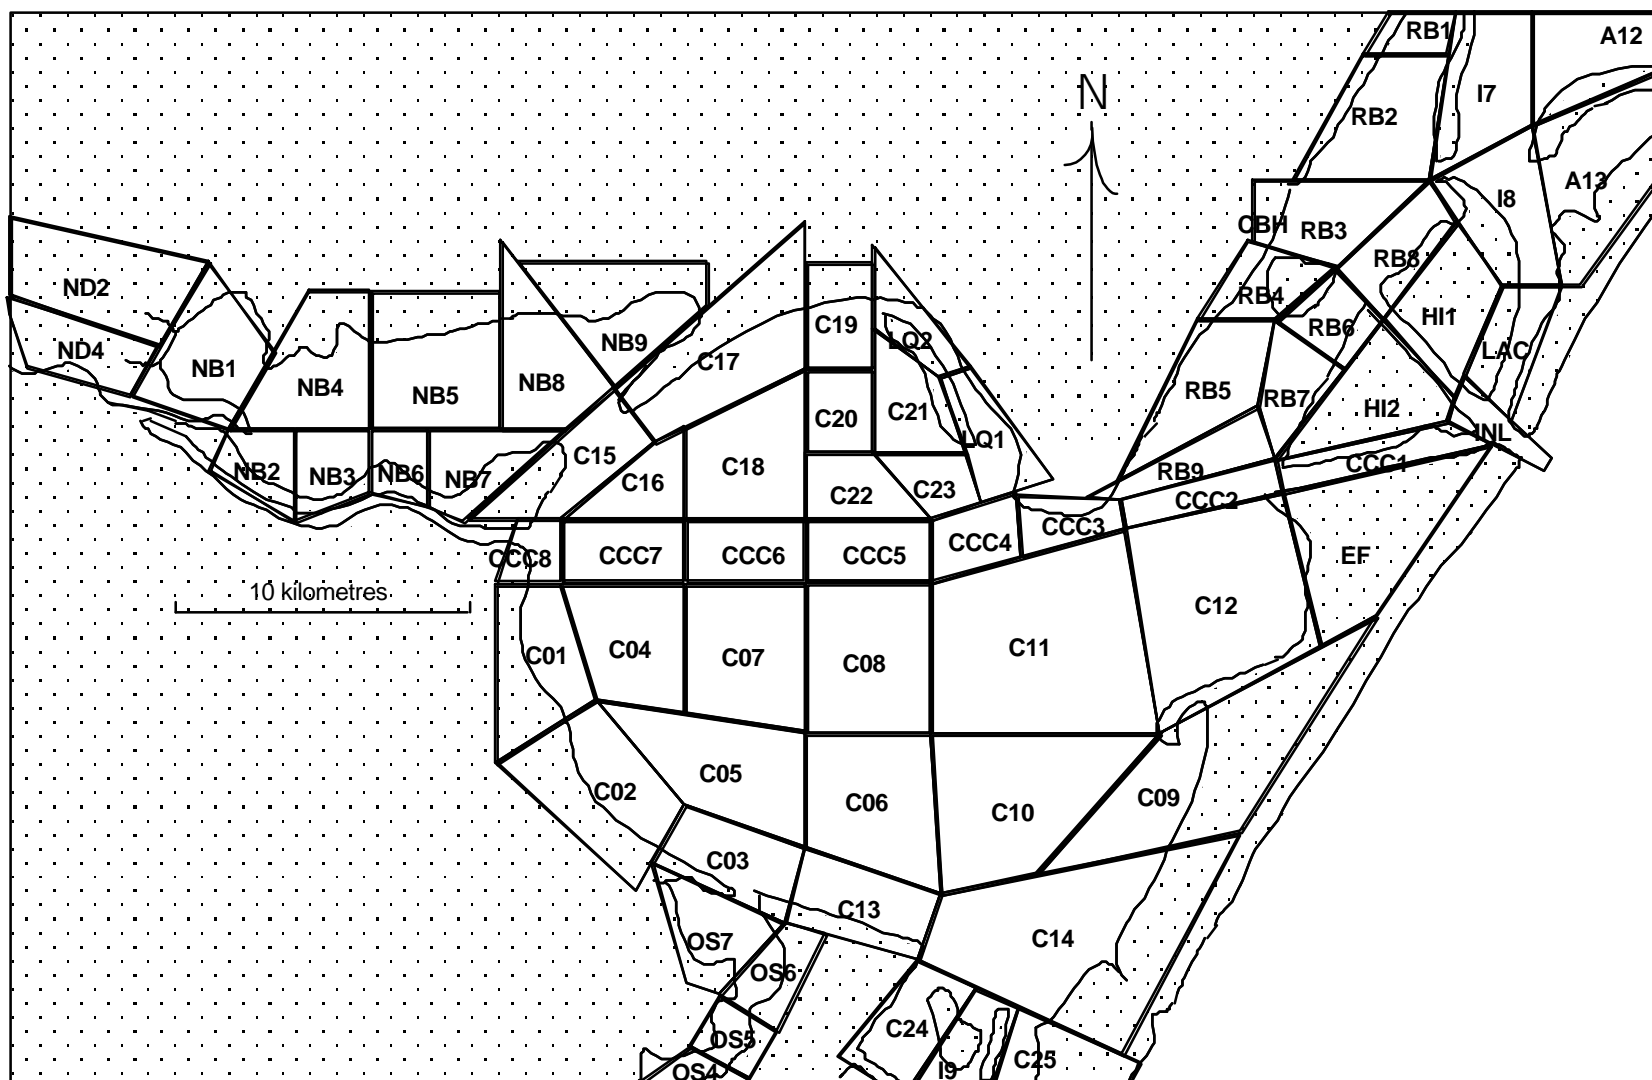 RB1
A12
N
I7
RB2
A13
I8
CBH
RB3
RB8
ND2
RB4
HI1
C19
RB6
NB9
LQ2
ND4
LAC
C17
NB1
NB4
NB8
NB5
RB5
RB7
HI2
C20
C21
INL
LQ1
C15
C18
NB2
NB3
NB6
NB7
C16
C22
C23
RB9
CCC1
CCC2
CCC3
CCC4
CCC8
CCC7
CCC6
CCC5
EF
10 kilometres
C12
C01
C04
C07
C08
C11
C05
C02
C06
C10
C09
C03
C13
OS7
C14
OS6
C24
OS5
C25
I9
OS4